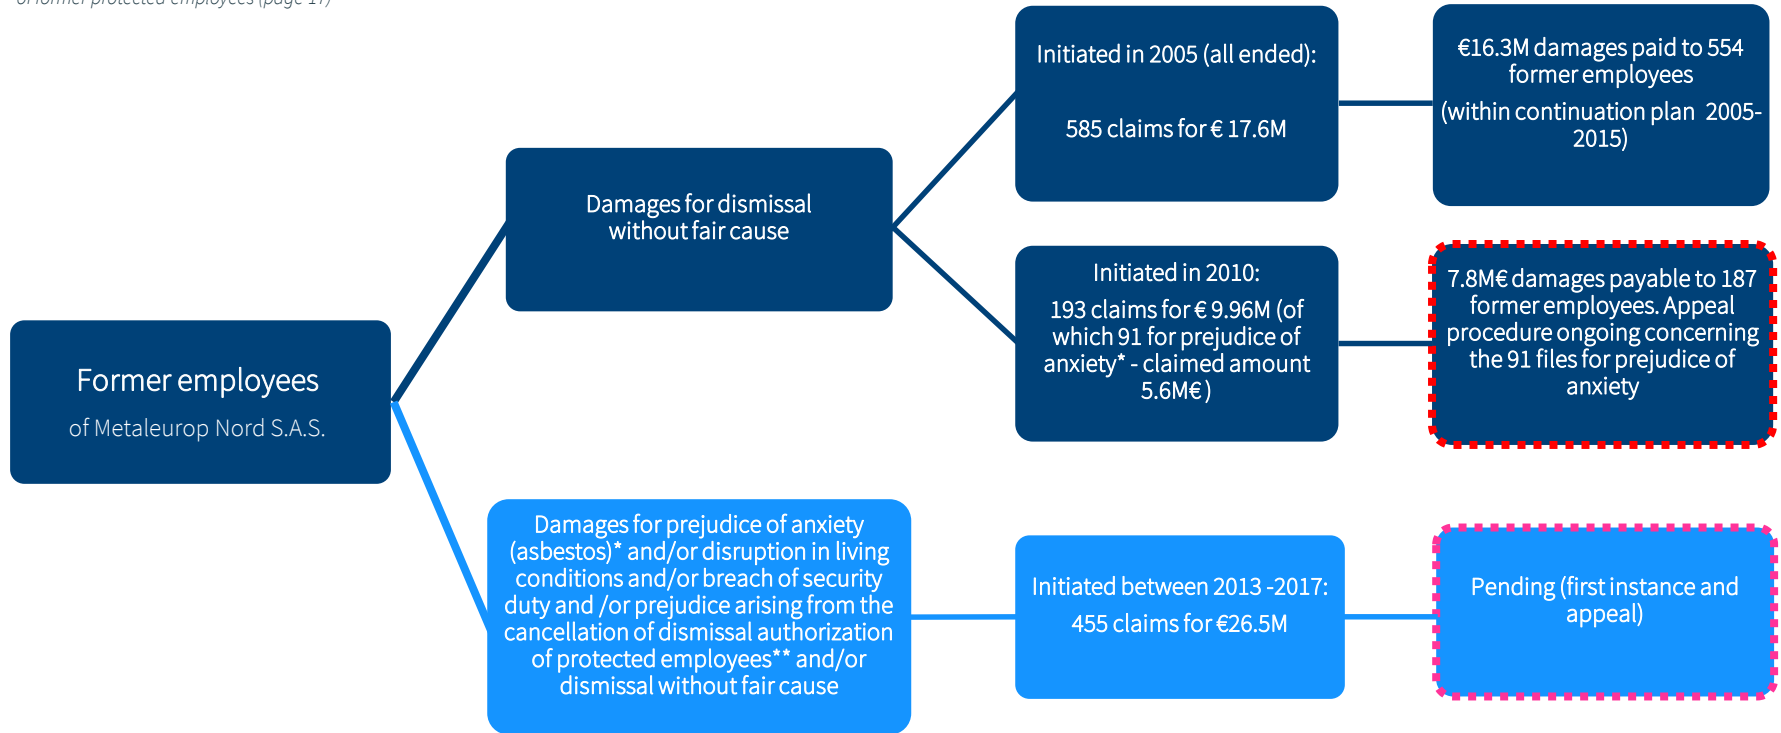 of former protected employees (page 17)
Former employees
of Metaleurop Nord S.A.S.
Damages for dismissal
without fair cause
Initiated in 2005 (all ended):
585 claims for € 17.6M
€16.3M damages paid to 554
former employees
(within continuation plan 2005-
2015)
Initiated in 2010:
193 claims for € 9.96M (of
which 91 for prejudice of
anxiety* - claimed amount
5.6M€ )
7.8M€ damages payable to 187
former employees. Appeal
procedure ongoing concerning
the 91 files for prejudice of
anxiety
Damages for prejudice of anxiety
(asbestos)* and/or disruption in living
conditions and/or breach of security
duty and /or prejudice arising from the
cancellation of dismissal authorization
of protected employees** and/or
dismissal without fair cause
Initiated between 2013 -2017:
455 claims for €26.5M
Pending (first instance and
appeal)